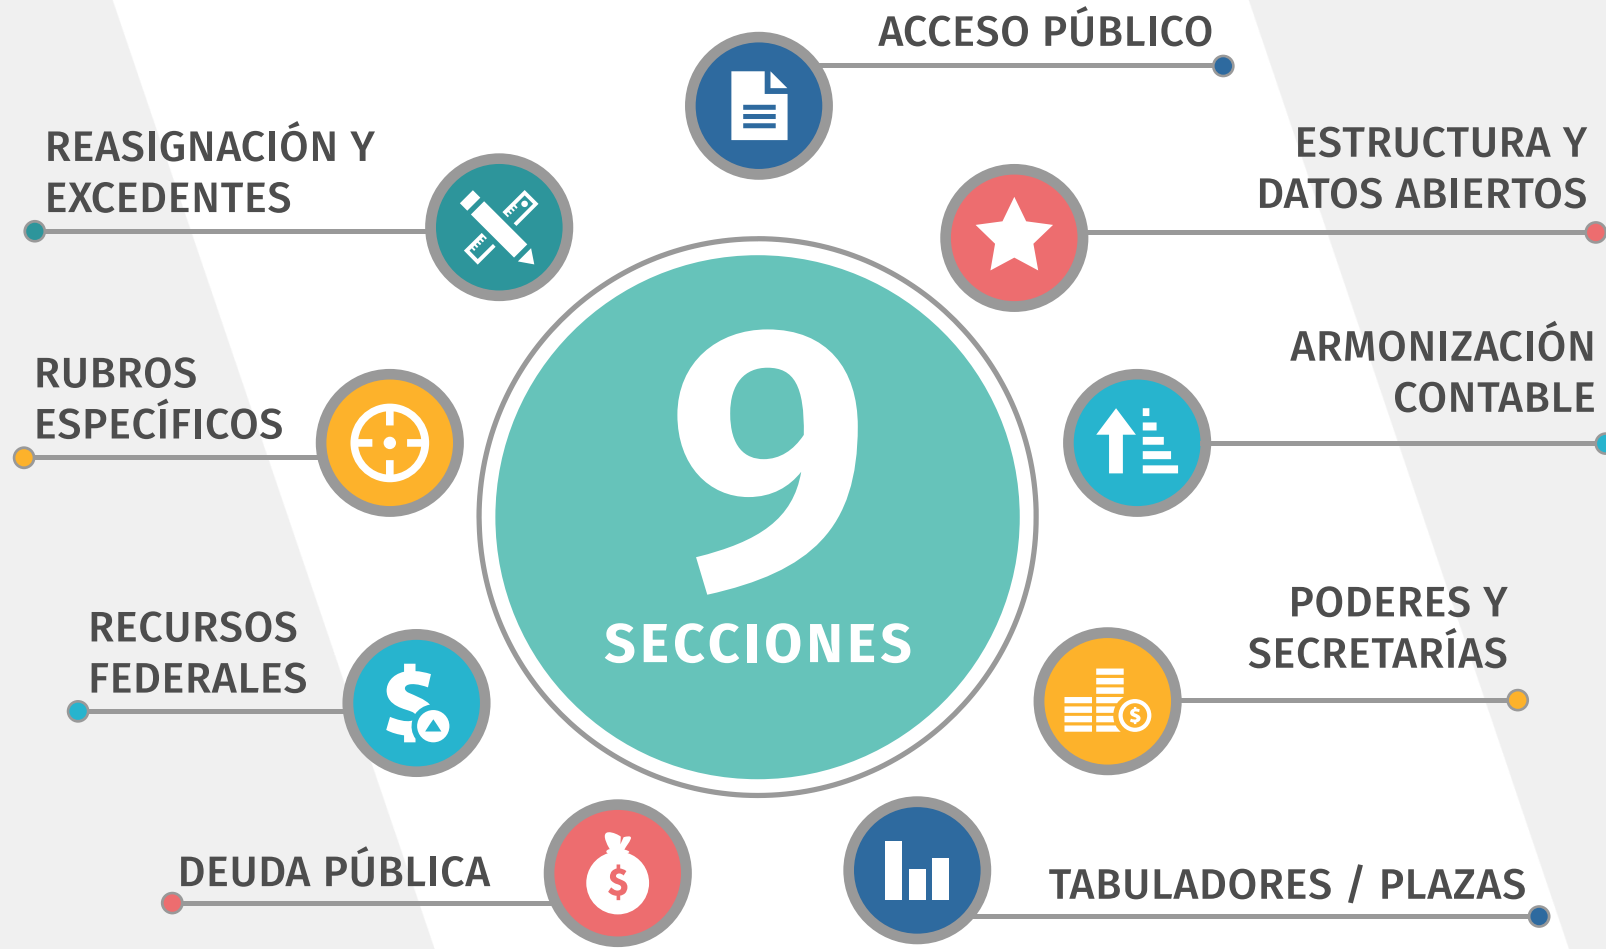 ACCESO PÚBLICO
ESTRUCTURA Y
DATOS ABIERTOS
ARMONIZACIÓN
CONTABLE
PODERES Y
SECRETARÍAS
TABULADORES / PLAZAS
DEUDA PÚBLICA
RECURSOS
FEDERALES
RUBROS
ESPECÍFICOS
REASIGNACIÓN Y
EXCEDENTES
9
SECCIONES
$
$
$